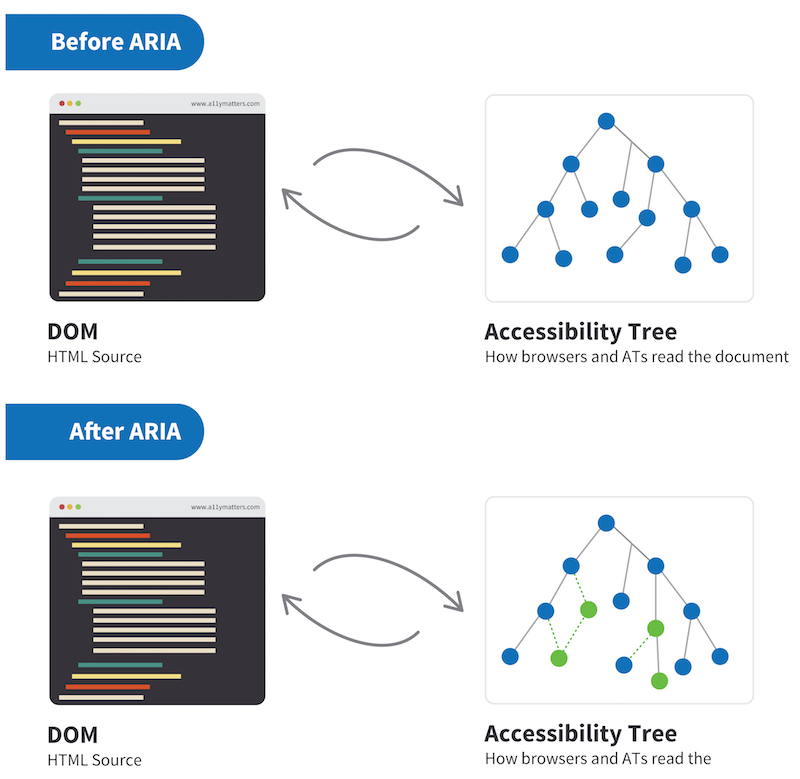 Before ARIA
www.a11ymatters.com
DOM
HTML Source
Accessibility Tree
How browsers and ATs read the document
After ARIA
www.a11ymatters.com
DOM
HTML Source
Accessibility Tree
How browsers and ATs read the